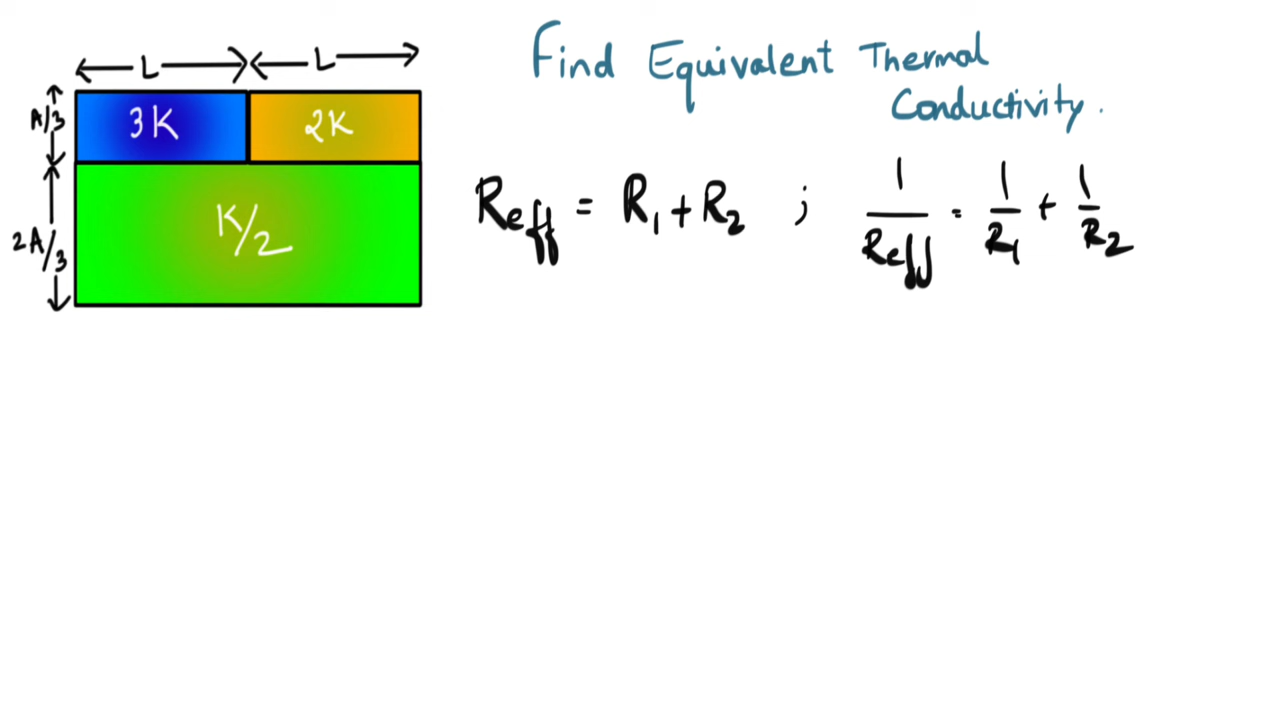 Find Equivalent Thermal
Conductivity.
L L
A/3 3K 2K
2A/3 K/2
Reff = R1 + R2 ; 1/Reff = 1/R1 + 1/R2